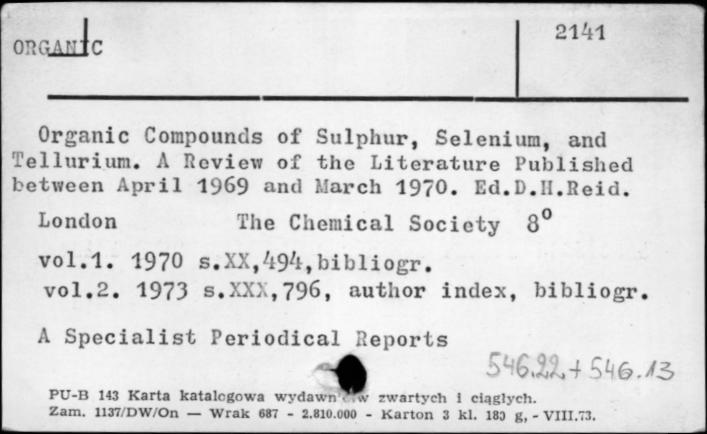 2141
ORGANIC
Organic Compounds of Sulphur, Selenium, and
Tellurium. A Review of the Literature Published
between April 1969 and March 1970. Ed.D.H.Reid.
London The Chemical Society 8°
vol.1. 1970 s.XX,494,bibliogr.
vol.2. 1973 s.XXX,796, author index, bibliogr.
A Specialist Periodical Reports
546.22 + 546.13
PU-B 143 Karta katalogowa wydawnictw zwartych i ciągłych.
Zam. 1137/DW/On — Wrak 687 - 2.810.000 - Karton 3 kl. 180 g, - VIII.73.